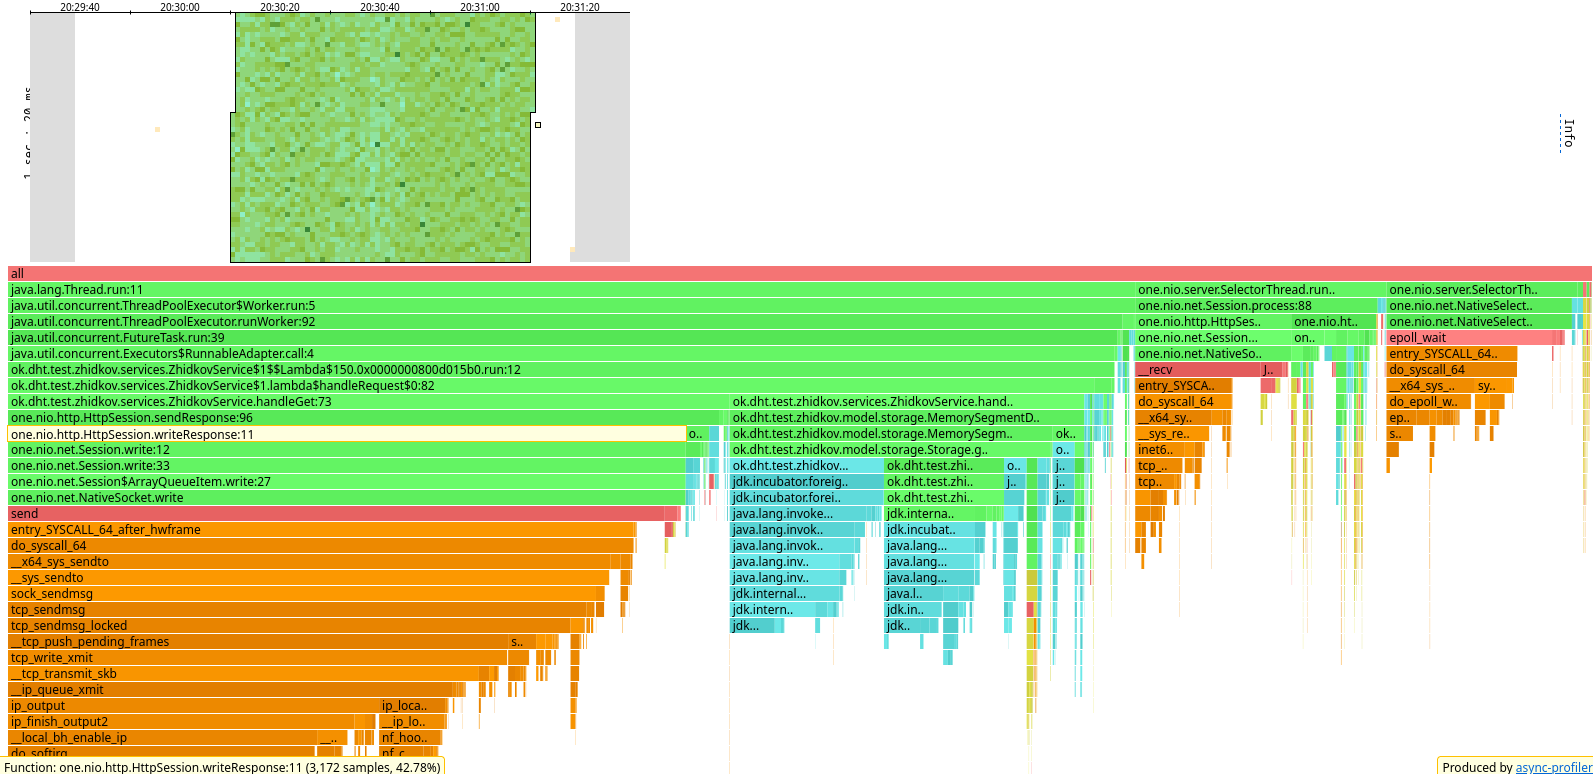 20:29:40 20:30:00 20:30:20 20:30:40 20:31:00 20:31:20
Info
all
java.lang.Thread.run:11 one.nio.server.SelectorThread.run.. one.nio.server.SelectorTh..
java.util.concurrent.ThreadPoolExecutor$Worker.run:5 one.nio.net.Session.process:88 one.nio.net.NativeSelect..
java.util.concurrent.ThreadPoolExecutor.runWorker:92 one.nio.http.HttpSes.. one.nio.ht.. one.nio.net.NativeSelect..
java.util.concurrent.FutureTask.run:39 one.nio.net.Session... on.. epoll_wait
java.util.concurrent.Executors$RunnableAdapter.call:4 one.nio.net.NativeSo.. entry_SYSCALL_64..
ok.dht.test.zhidkov.services.ZhidkovService$1$$Lambda$150.0x0000000800d015b0.run:12 __recv J.. do_syscall_64
ok.dht.test.zhidkov.services.ZhidkovService$1.lambda$handleRequest$0:82 entry_SYSCA.. __x64_sys_.. sy..
ok.dht.test.zhidkov.services.ZhidkovService.handleGet:73 ok.dht.test.zhidkov.services.ZhidkovService.hand.. do_syscall_64 do_epoll_w..
one.nio.http.HttpSession.sendResponse:96 ok.dht.test.zhidkov.model.storage.MemorySegmentD.. __x64_sy.. ep..
one.nio.http.HttpSession.writeResponse:11 o.. ok.dht.test.zhidkov.model.storage.MemorySegm.. ok.. __sys_re.. s..
one.nio.net.Session.write:12 ok.dht.test.zhidkov.model.storage.Storage.g.. o.. inet6..
one.nio.net.Session.write:33 ok.dht.test.zhidkov... ok.dht.test.zhi.. o.. j.. tcp_..
one.nio.net.Session$ArrayQueueItem.write:27 jdk.incubator.foreig.. ok.dht.test.zhi.. j.. j.. tcp..
one.nio.net.NativeSocket.write jdk.incubator.forei.. ok.dht.test.zhi.. j..
send java.lang.invoke... jdk.interna..
entry_SYSCALL_64_after_hwframe java.lang.invok.. jdk.incubat..
do_syscall_64 java.lang.invok.. java.lang...
__x64_sys_sendto java.lang.inv.. java.lang...
__sys_sendto java.lang.inv.. java.lang...
sock_sendmsg jdk.internal... java.l..
tcp_sendmsg jdk.intern.. jdk.in..
tcp_sendmsg_locked jdk... jdk..
__tcp_push_pending_frames s..
tcp_write_xmit
__tcp_transmit_skb
__ip_queue_xmit
ip_output ip_loca..
ip_finish_output2 __ip_lo..
__local_bh_enable_ip __.. nf_hoo..
do_softirq nf_c..
Function: one.nio.http.HttpSession.writeResponse:11 (3,172 samples, 42.78%) Produced by async-profiler